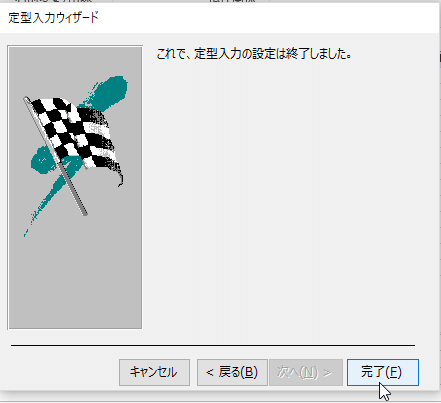 定型入力ウィザード
これで、定型入力の設定は終了しました。
キャンセル
< 戻る(B)
次へ(N) >
完了(F)